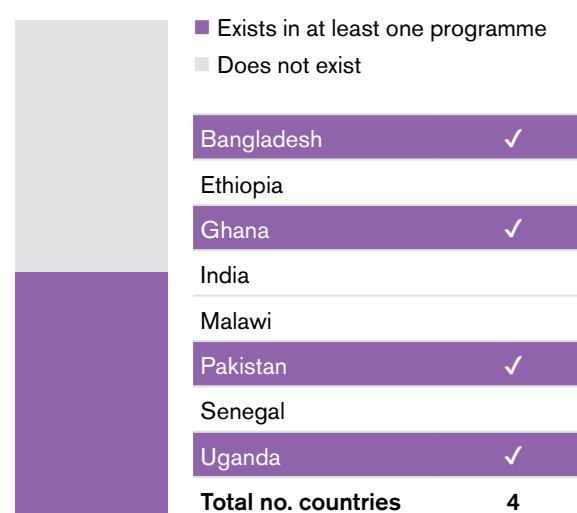 Exists in at least one programme
Does not exist
Bangladesh ✓
Ethiopia
Ghana ✓
India
Malawi
Pakistan ✓
Senegal
Uganda ✓
Total no. countries 4